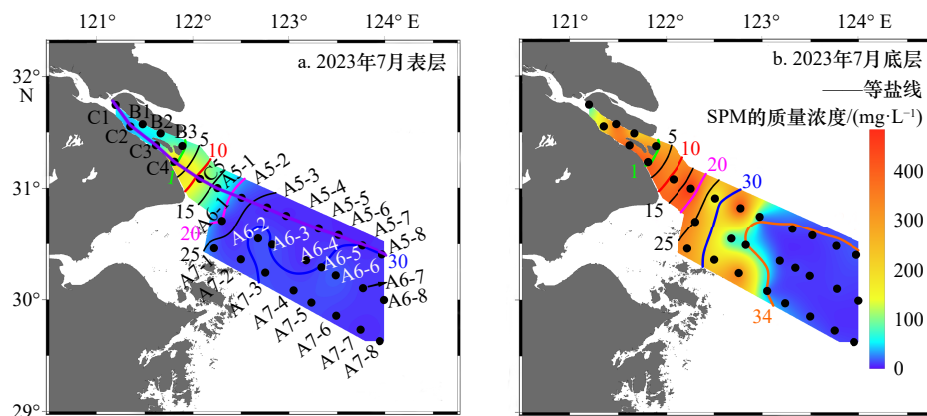 121° 122° 123° 124° E
121° 122° 123° 124° E
a. 2023年7月表层
b. 2023年7月底层
等盐线
SPM的质量浓度/(mg·L⁻¹)
32°
N
31°
30°
29°
C1
C2
C3
C4
C5
B1
B2
B3
A5-1
A5-2
A5-3
A5-4
A5-5
A5-6
A5-7
A5-8
A6-1
A6-2
A6-3
A6-4
A6-5
A6-6
A6-7
A6-8
A7-1
A7-2
A7-3
A7-4
A7-5
A7-6
A7-7
A7-8
1
5
10
15
20
25
30
1
5
10
15
20
25
30
34
400
300
200
100
0